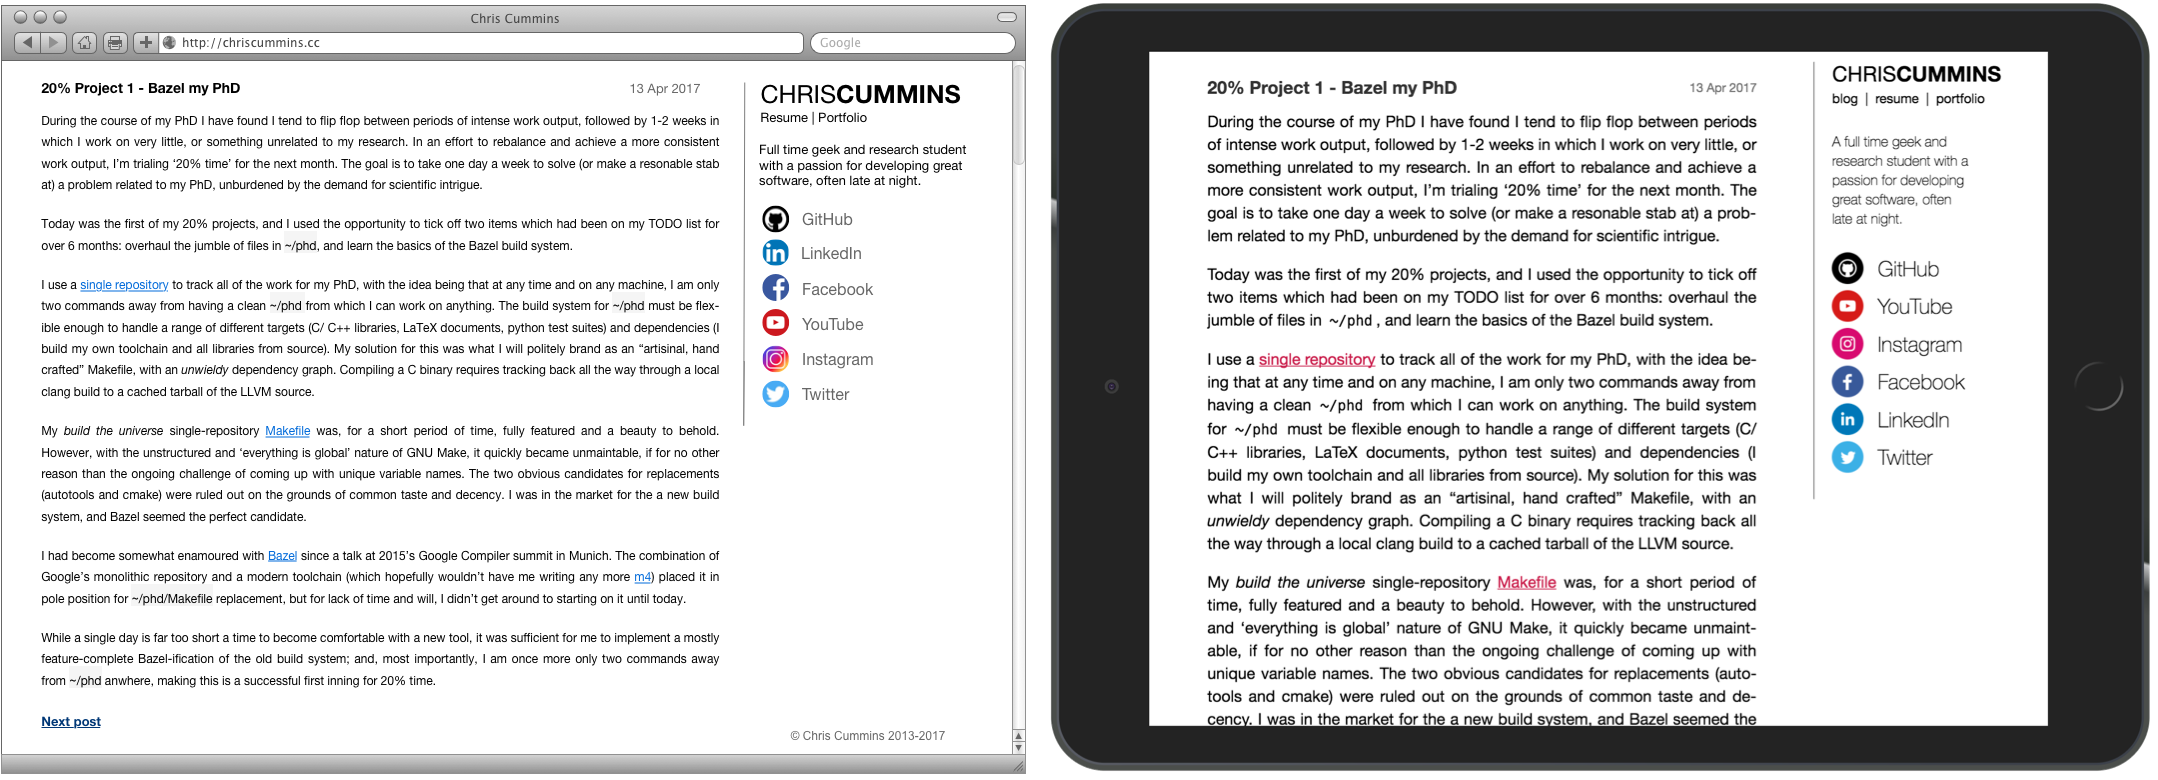 Chris Cummins
http://chriscummins.cc
Google
20% Project 1 - Bazel my PhD
13 Apr 2017
During the course of my PhD I have found I tend to flip flop between periods of intense work output, followed by 1-2 weeks in
which I work on very little, or something unrelated to my research. In an effort to rebalance and achieve a more consistent
work output, I'm trialing ‘20% time’ for the next month. The goal is to take one day a week to solve (or make a resonable stab
at) a problem related to my PhD, unburdened by the demand for scientific intrigue.
Today was the first of my 20% projects, and I used the opportunity to tick off two items which had been on my TODO list for
over 6 months: overhaul the jumble of files in ~/phd, and learn the basics of the Bazel build system.
I use a single repository to track all of the work for my PhD, with the idea being that at any time and on any machine, I am only
two commands away from having a clean ~/phd from which I can work on anything. The build system for ~/phd must be flex-
ible enough to handle a range of different targets (C/ C++ libraries, LaTeX documents, python test suites) and dependencies (I
build my own toolchain and all libraries from source). My solution for this was what I will politely brand as an “artisinal, hand
crafted” Makefile, with an unwieldy dependency graph. Compiling a C binary requires tracking back all the way through a local
clang build to a cached tarball of the LLVM source.
My build the universe single-repository Makefile was, for a short period of time, fully featured and a beauty to behold.
However, with the unstructured and ‘everything is global’ nature of GNU Make, it quickly became unmaintable, if for no other
reason than the ongoing challenge of coming up with unique variable names. The two obvious candidates for replacements
(autotools and cmake) were ruled out on the grounds of common taste and decency. I was in the market for the a new build
system, and Bazel seemed the perfect candidate.
I had become somewhat enamoured with Bazel since a talk at 2015's Google Compiler summit in Munich. The combination of
Google's monolithic repository and a modern toolchain (which hopefully wouldn't have me writing any more m4) placed it in
pole position for ~/phd/Makefile replacement, but for lack of time and will, I didn't get around to starting on it until today.
While a single day is far too short a time to become comfortable with a new tool, it was sufficient for me to implement a mostly
feature-complete Bazel-ification of the old build system; and, most importantly, I am once more only two commands away
from ~/phd anwhere, making this is a successful first inning for 20% time.
Next post
CHRISCUMMINS
Resume | Portfolio
Full time geek and research student
with a passion for developing great
software, often late at night.
GitHub
LinkedIn
Facebook
YouTube
Instagram
Twitter
© Chris Cummins 2013-2017
20% Project 1 - Bazel my PhD
13 Apr 2017
During the course of my PhD I have found I tend to flip flop between periods
of intense work output, followed by 1-2 weeks in which I work on very little, or
something unrelated to my research. In an effort to rebalance and achieve a
more consistent work output, I'm trialing ‘20% time’ for the next month. The
goal is to take one day a week to solve (or make a resonable stab at) a prob-
lem related to my PhD, unburdened by the demand for scientific intrigue.
Today was the first of my 20% projects, and I used the opportunity to tick off
two items which had been on my TODO list for over 6 months: overhaul the
jumble of files in ~/phd , and learn the basics of the Bazel build system.
I use a single repository to track all of the work for my PhD, with the idea be-
ing that at any time and on any machine, I am only two commands away from
having a clean ~/phd from which I can work on anything. The build system
for ~/phd must be flexible enough to handle a range of different targets (C/
C++ libraries, LaTeX documents, python test suites) and dependencies (I
build my own toolchain and all libraries from source). My solution for this was
what I will politely brand as an “artisinal, hand crafted” Makefile, with an
unwieldy dependency graph. Compiling a C binary requires tracking back all
the way through a local clang build to a cached tarball of the LLVM source.
My build the universe single-repository Makefile was, for a short period of
time, fully featured and a beauty to behold. However, with the unstructured
and ‘everything is global’ nature of GNU Make, it quickly became unmaint-
able, if for no other reason than the ongoing challenge of coming up with
unique variable names. The two obvious candidates for replacements (auto-
tools and cmake) were ruled out on the grounds of common taste and de-
cency. I was in the market for the a new build system, and Bazel seemed the
CHRISCUMMINS
blog | resume | portfolio
A full time geek and
research student with a
passion for developing
great software, often
late at night.
GitHub
YouTube
Instagram
Facebook
LinkedIn
Twitter